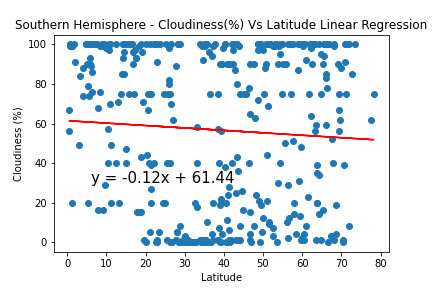 Southern Hemisphere - Cloudiness(%) Vs Latitude Linear Regression
100
80
60
40
20
0
Cloudiness (%)
y = -0.12x + 61.44
0 10 20 30 40 50 60 70 80
Latitude